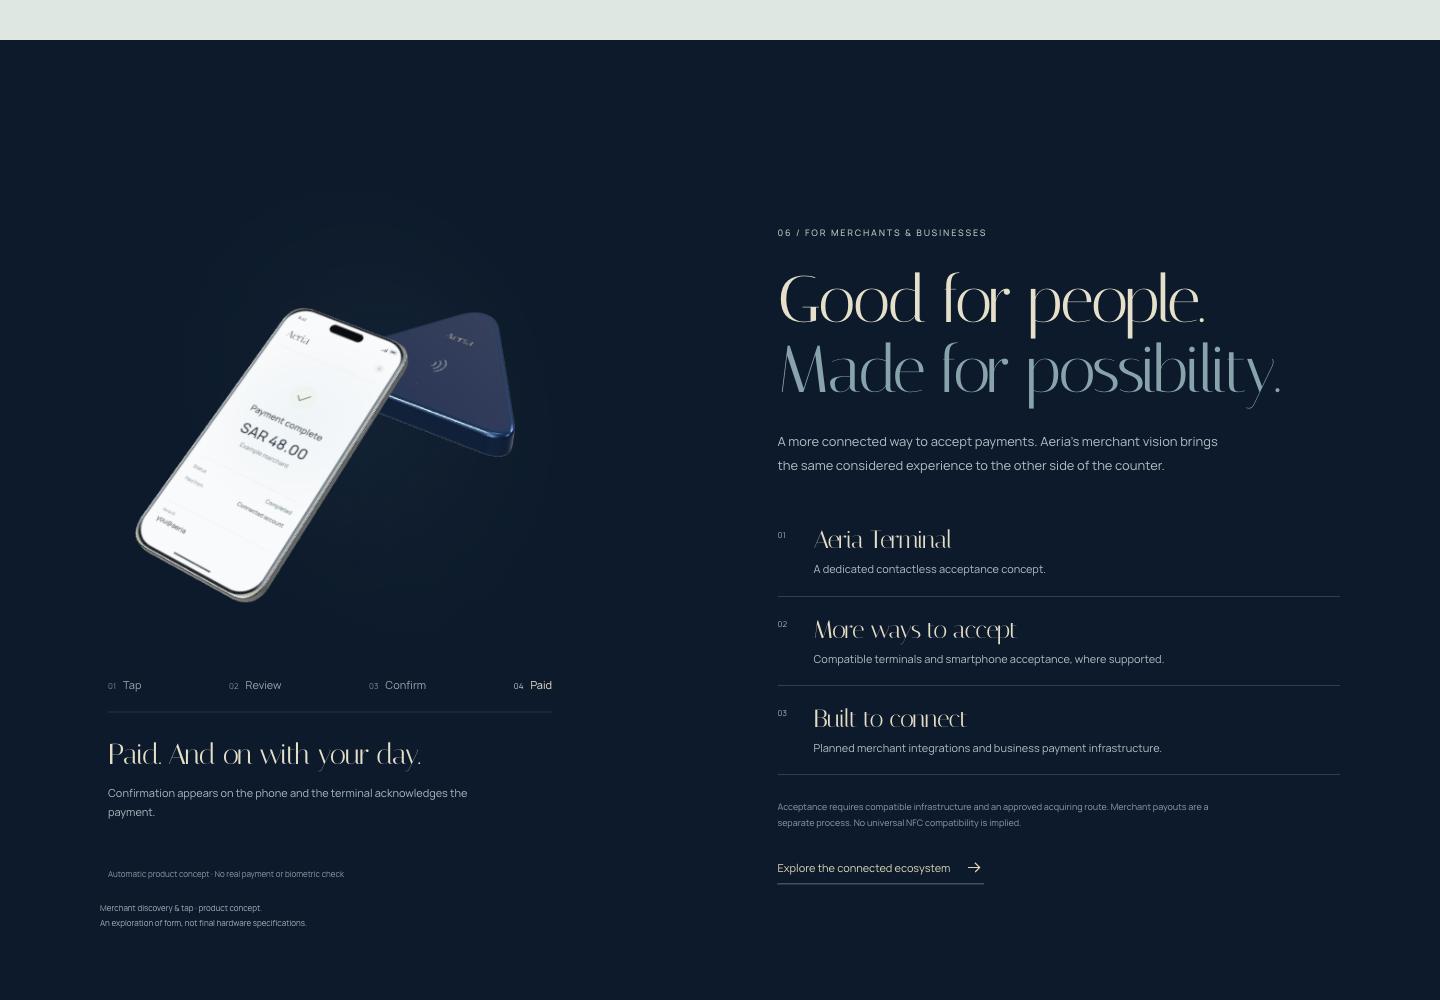 9:41
Aeria
Payment complete
SAR 48.00
Example merchant
Status
Completed
Paid from
Connected account
you@aeria
AERIA
01 Tap
02 Review
03 Confirm
04 Paid
Paid. And on with your day.
Confirmation appears on the phone and the terminal acknowledges the
payment.
Automatic product concept · No real payment or biometric check
Merchant discovery & tap · product concept.
An exploration of form, not final hardware specifications.
06 / FOR MERCHANTS & BUSINESSES
Good for people.
Made for possibility.
A more connected way to accept payments. Aeria's merchant vision brings
the same considered experience to the other side of the counter.
01
Aeria Terminal
A dedicated contactless acceptance concept.
02
More ways to accept
Compatible terminals and smartphone acceptance, where supported.
03
Built to connect
Planned merchant integrations and business payment infrastructure.
Acceptance requires compatible infrastructure and an approved acquiring route. Merchant payouts are a
separate process. No universal NFC compatibility is implied.
Explore the connected ecosystem